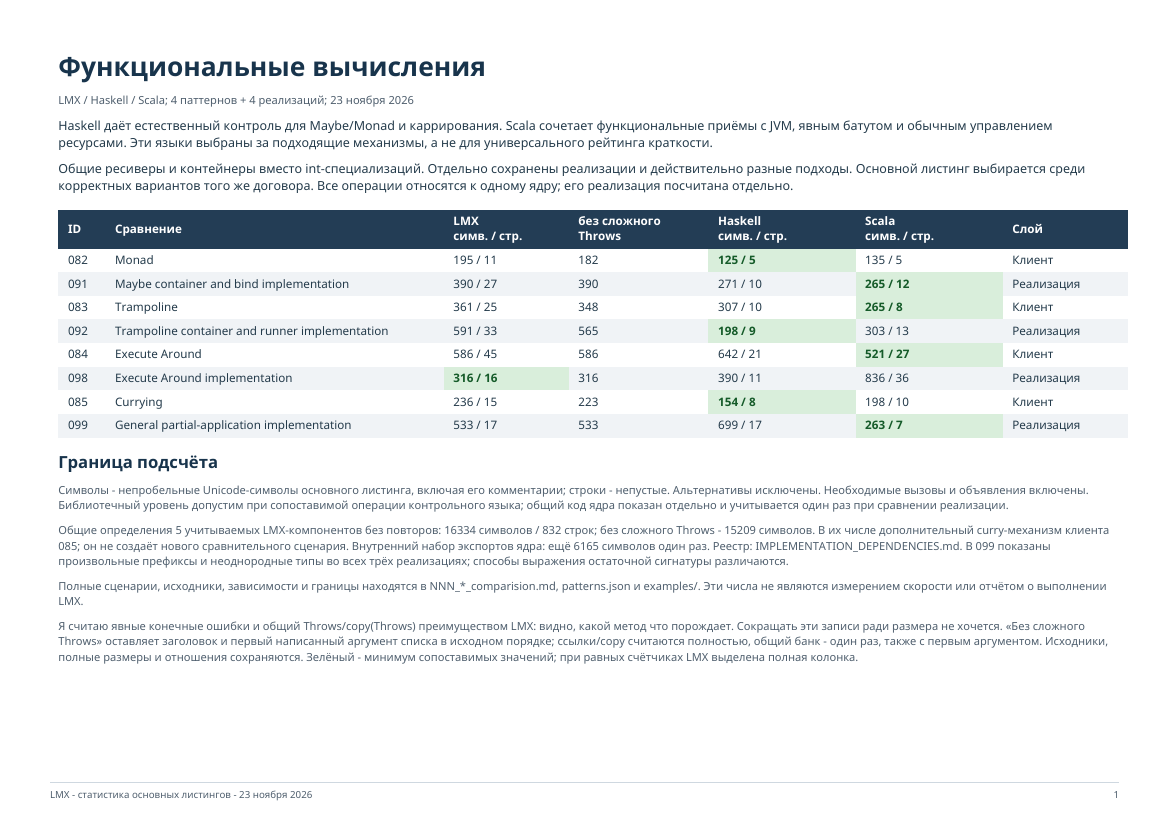 Функциональные вычисления
LMX / Haskell / Scala; 4 паттернов + 4 реализаций; 23 ноября 2026
Haskell даёт естественный контроль для Maybe/Monad и каррирования. Scala сочетает функциональные приёмы с JVM, явным батутом и обычным управлением
ресурсами. Эти языки выбраны за подходящие механизмы, а не для универсального рейтинга краткости.
Общие ресиверы и контейнеры вместо int-специализаций. Отдельно сохранены реализации и действительно разные подходы. Основной листинг выбирается среди
корректных вариантов того же договора. Все операции относятся к одному ядру; его реализация посчитана отдельно.
ID Сравнение LMX симв. / стр. без сложного Throws Haskell симв. / стр. Scala симв. / стр. Слой
082 Monad 195 / 11 182 125 / 5 135 / 5 Клиент
091 Maybe container and bind implementation 390 / 27 390 271 / 10 265 / 12 Реализация
083 Trampoline 361 / 25 348 307 / 10 265 / 8 Клиент
092 Trampoline container and runner implementation 591 / 33 565 198 / 9 303 / 13 Реализация
084 Execute Around 586 / 45 586 642 / 21 521 / 27 Клиент
098 Execute Around implementation 316 / 16 316 390 / 11 836 / 36 Реализация
085 Currying 236 / 15 223 154 / 8 198 / 10 Клиент
099 General partial-application implementation 533 / 17 533 699 / 17 263 / 7 Реализация
Граница подсчёта
Символы - непробельные Unicode-символы основного листинга, включая его комментарии; строки - непустые. Альтернативы исключены. Необходимые вызовы и объявления включены.
Библиотечный уровень допустим при сопоставимой операции контрольного языка; общий код ядра показан отдельно и учитывается один раз при сравнении реализации.
Общие определения 5 учитываемых LMX-компонентов без повторов: 16334 символов / 832 строк; без сложного Throws - 15209 символов. В их числе дополнительный curry-механизм клиента
085; он не создаёт нового сравнительного сценария. Внутренний набор экспортов ядра: ещё 6165 символов один раз. Реестр: IMPLEMENTATION_DEPENDENCIES.md. В 099 показаны
произвольные префиксы и неоднородные типы во всех трёх реализациях; способы выражения остаточной сигнатуры различаются.
Полные сценарии, исходники, зависимости и границы находятся в NNN_*_comparision.md, patterns.json и examples/. Эти числа не являются измерением скорости или отчётом о выполнении
LMX.
Я считаю явные конечные ошибки и общий Throws/copy(Throws) преимуществом LMX: видно, какой метод что порождает. Сокращать эти записи ради размера не хочется. «Без сложного
Throws» оставляет заголовок и первый написанный аргумент списка в исходном порядке; ссылки/copy считаются полностью, общий банк - один раз, также с первым аргументом. Исходники,
полные размеры и отношения сохраняются. Зелёный - минимум сопоставимых значений; при равных счётчиках LMX выделена полная колонка.
LMX - статистика основных листингов - 23 ноября 2026 1